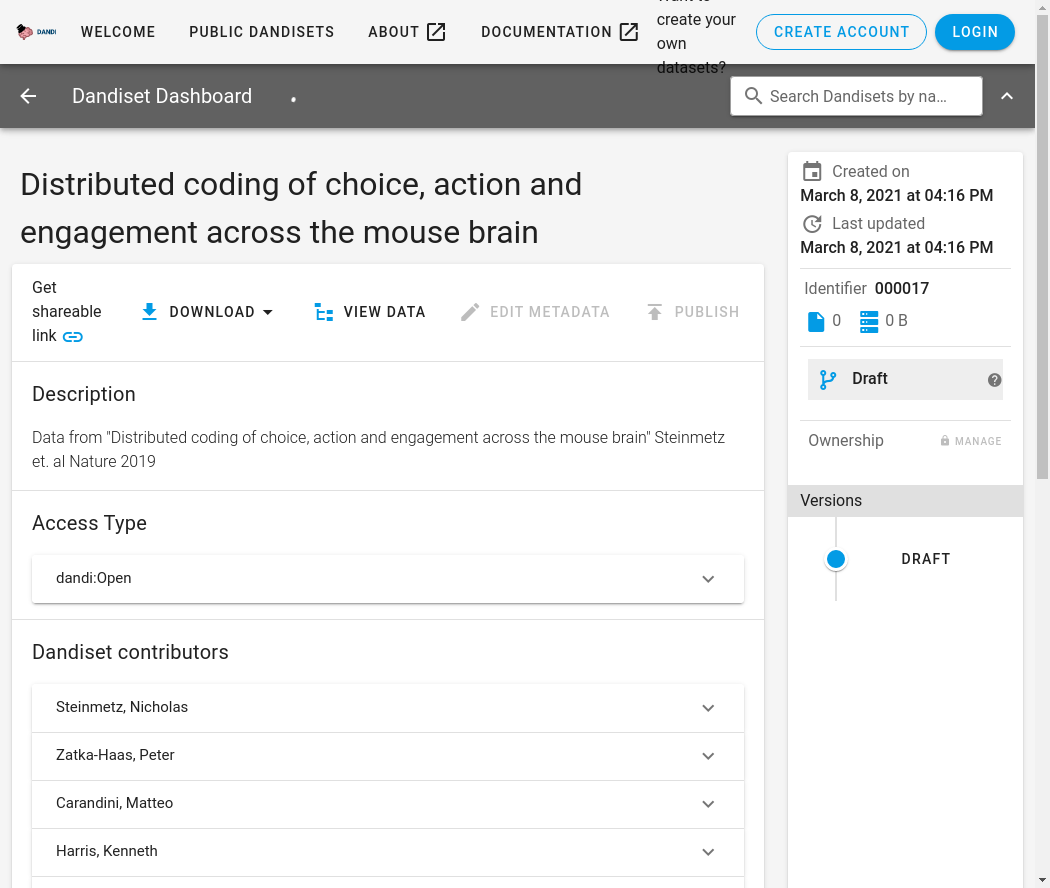 DANDI
WELCOME
PUBLIC DANDISETS
ABOUT
DOCUMENTATION
Want to
create your
own
datasets?
CREATE ACCOUNT
LOGIN
Dandiset Dashboard
Search Dandisets by na…
Distributed coding of choice, action and
engagement across the mouse brain
Get
shareable
link
DOWNLOAD
VIEW DATA
EDIT METADATA
PUBLISH
Description
Data from "Distributed coding of choice, action and engagement across the mouse brain" Steinmetz
et. al Nature 2019
Access Type
dandi:Open
Dandiset contributors
Steinmetz, Nicholas
Zatka-Haas, Peter
Carandini, Matteo
Harris, Kenneth
Created on
March 8, 2021 at 04:16 PM
Last updated
March 8, 2021 at 04:16 PM
Identifier 000017
0 0 B
Draft
Ownership MANAGE
Versions
DRAFT